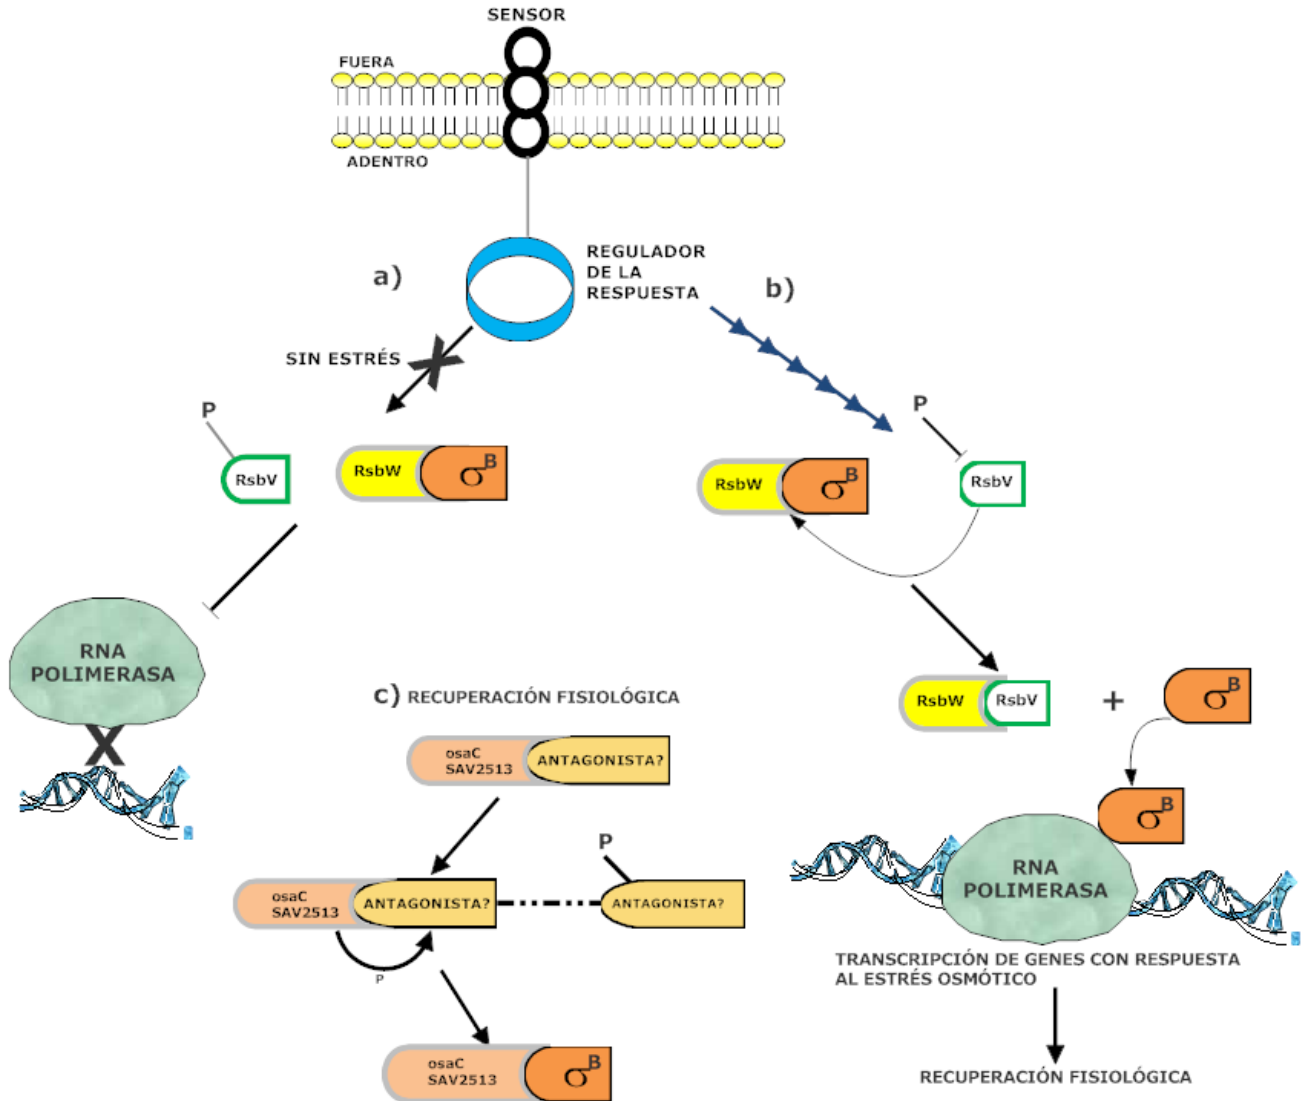 SENSOR
FUERA
ADENTRO
a)
REGULADOR
DE LA
RESPUESTA
b)
SIN ESTRÉS
P
RsbV
RsbW
σB
P
RsbW
σB
RsbV
RNA
POLIMERASA
X
c) RECUPERACIÓN FISIOLÓGICA
osaC
SAV2513
ANTAGONISTA?
RsbW
RsbV
+
σB
σB
P
osaC
SAV2513
ANTAGONISTA?
ANTAGONISTA?
P
RNA
POLIMERASA
TRANSCRIPCIÓN DE GENES CON RESPUESTA
AL ESTRÉS OSMÓTICO
osaC
SAV2513
σB
RECUPERACIÓN FISIOLÓGICA